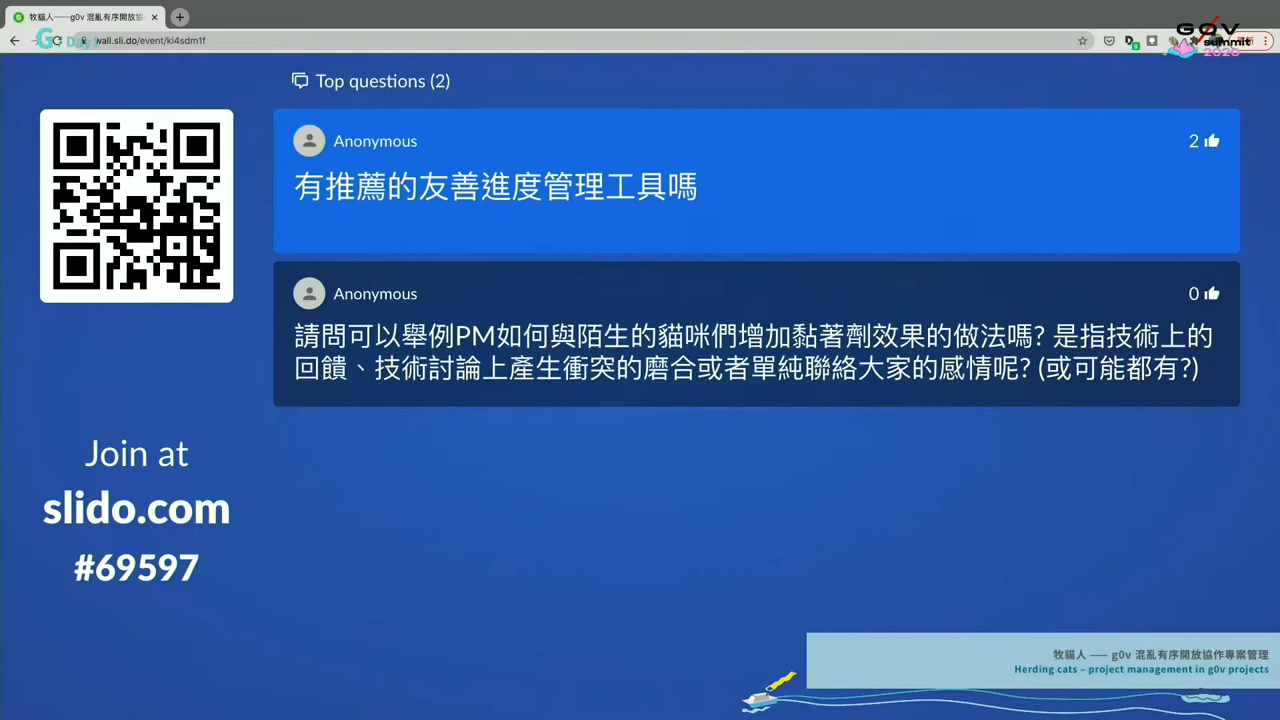 牧貓人——g0v 混亂有序開放協
wall.sli.do/event/ki4sdm1f
G0V
summit
2020
Top questions (2)
Anonymous
2
有推薦的友善進度管理工具嗎
Anonymous
0
請問可以舉例PM如何與陌生的貓咪們增加黏著劑效果的做法嗎? 是指技術上的
回饋、技術討論上產生衝突的磨合或者單純聯絡大家的感情呢? (或可能都有?)
Join at
slido.com
#69597
牧貓人 —— g0v 混亂有序開放協作專案管理
Herding cats – project management in g0v projects